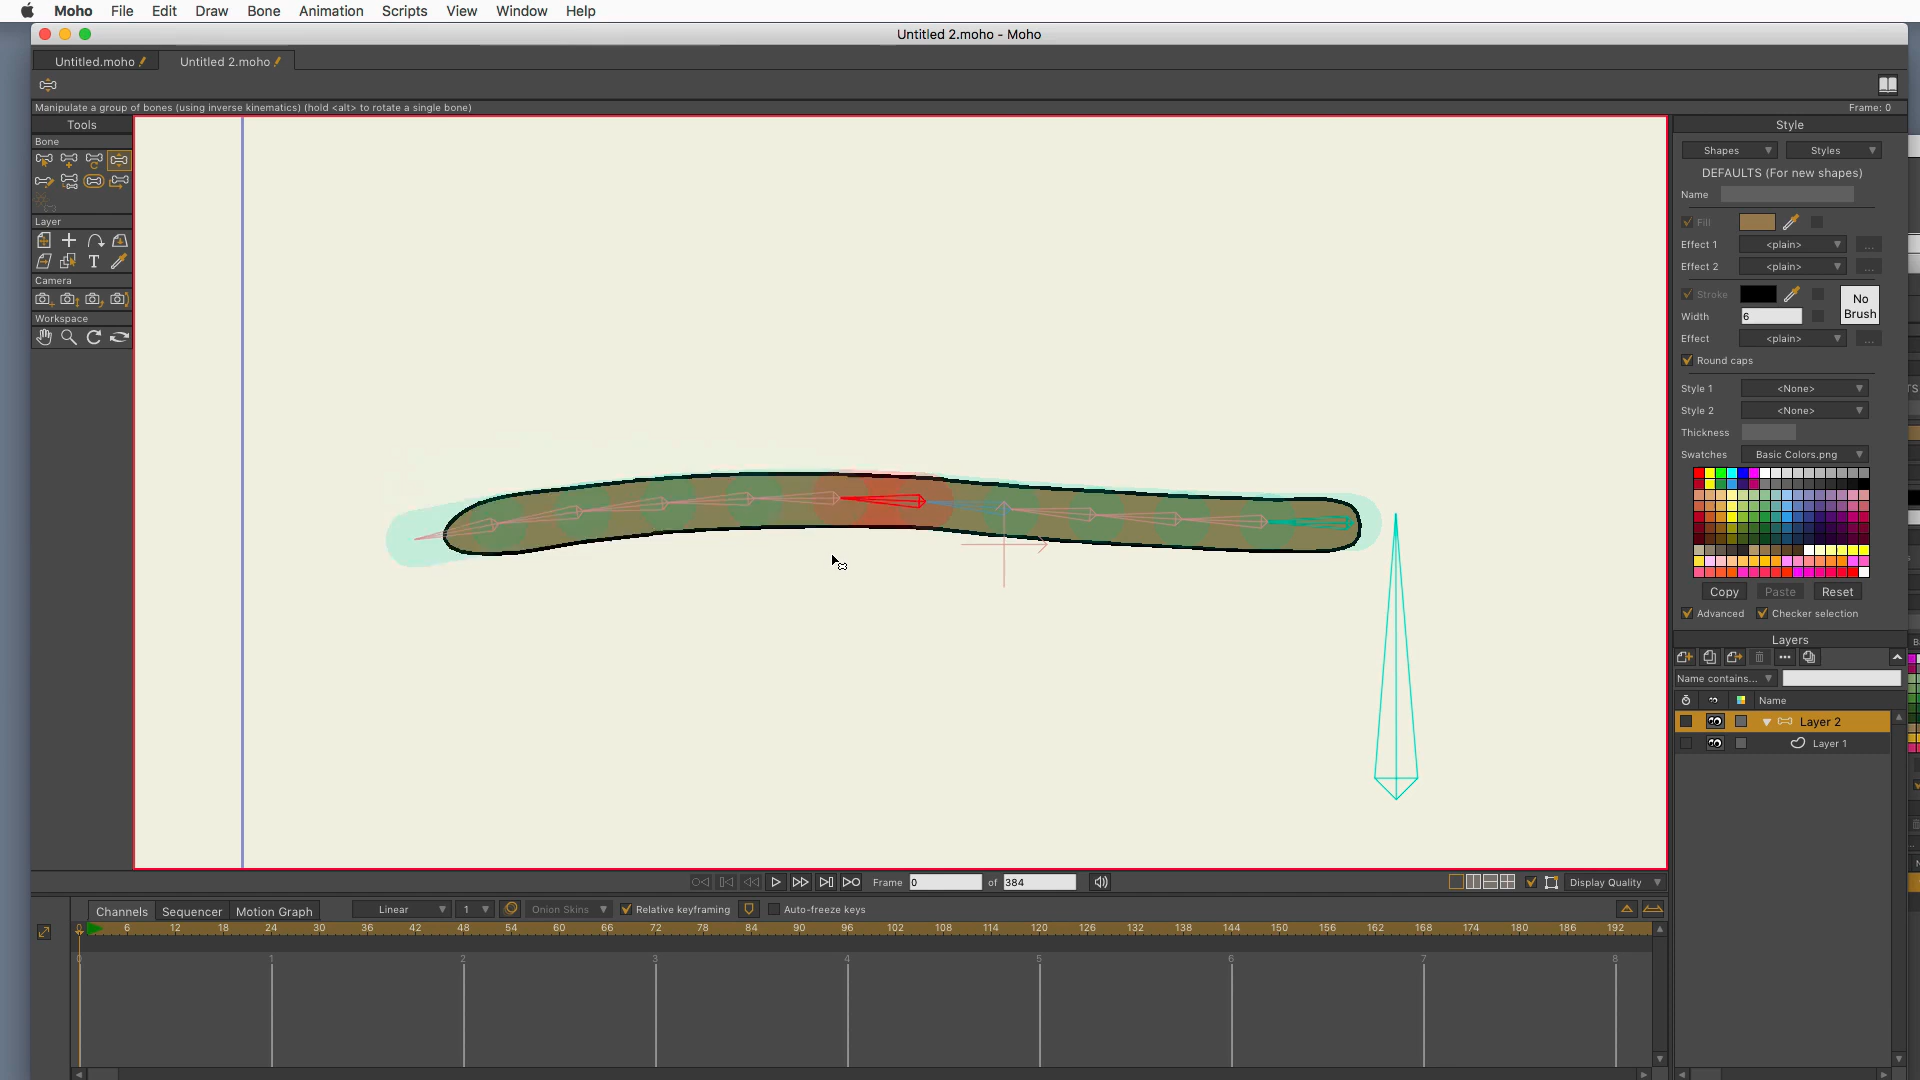 Moho File Edit Draw Bone Animation Scripts View Window Help
Untitled 2.moho - Moho
Untitled.moho Untitled 2.moho
Manipulate a group of bones (using inverse kinematics) (hold <alt> to rotate a single bone) Frame: 0
Tools
Bone
Layer
T
Camera
Workspace
Style
Shapes Styles
DEFAULTS (For new shapes)
Name
Fill
Effect 1 <plain> ...
Effect 2 <plain> ...
Stroke
No
Brush
Width 6
Effect <plain> ...
Round caps
Style 1 <None>
Style 2 <None>
Thickness
Swatches Basic Colors.png
Copy Paste Reset
Advanced Checker selection
Layers
Name contains...
Name
Layer 2
Layer 1
Frame 0 of 384 Display Quality
Channels Sequencer Motion Graph Linear 1 Onion Skins Relative keyframing Auto-freeze keys
0 6 12 18 24 30 36 42 48 54 60 66 72 78 84 90 96 102 108 114 120 126 132 138 144 150 156 162 168 174 180 186 192
0 1 2 3 4 5 6 7 8